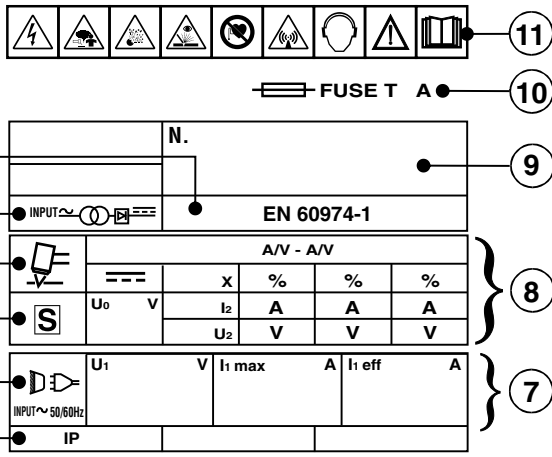 11
FUSE T A
10
N.
9
INPUT ~ EN 60974-1
A/V - A/V
X % % %
8
S U0 V I2 A A A
U2 V V V
U1 V I1 max A I1 eff A
7
INPUT ~ 50/60Hz
IP